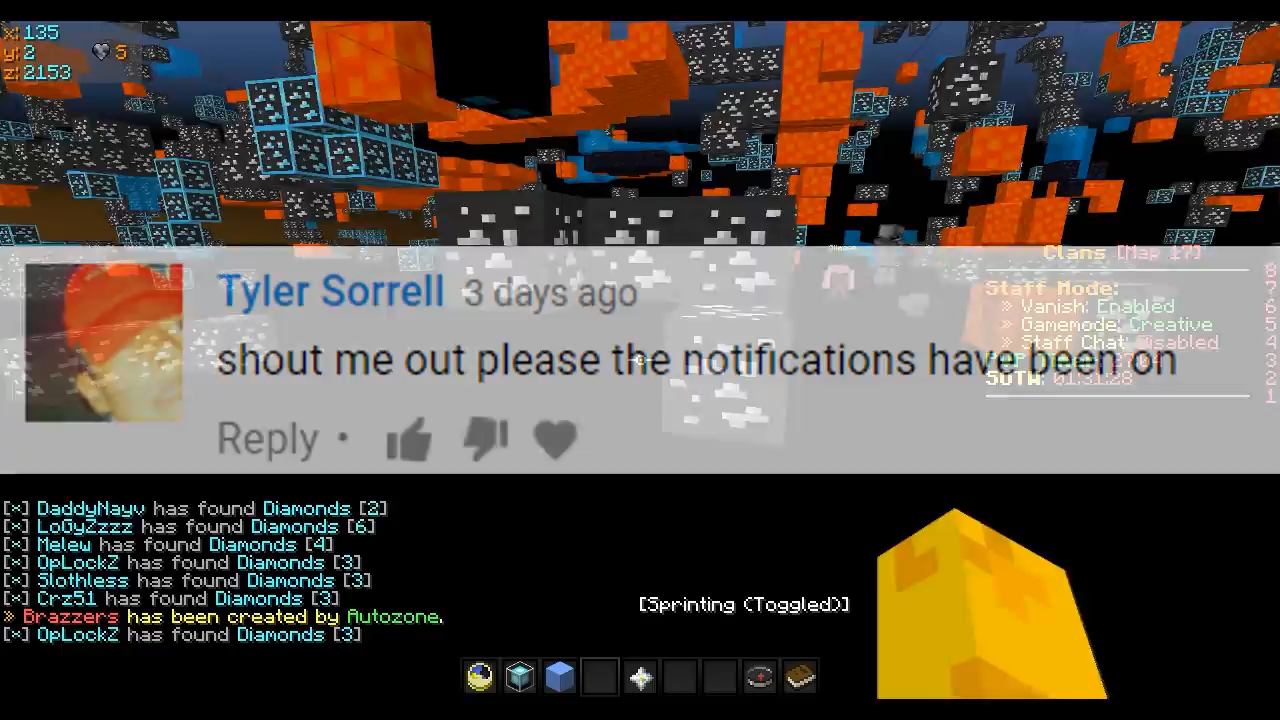 x: 135
y: 2
5
z: 2153
Clans [Map 17]
Staff Mode:
» Vanish: Enabled
» Gamemode: Creative
» Staff Chat: Disabled
SOTW: 01:31:28
8
7
6
5
4
3
2
1
Tyler Sorrell 3 days ago
shout me out please the notifications have been on
Reply •
[×] DaddyNayv has found Diamonds [2]
[×] LoGyZzzz has found Diamonds [6]
[×] Melew has found Diamonds [4]
[×] OpLockZ has found Diamonds [3]
[×] Slothless has found Diamonds [3]
[×] Crz51 has found Diamonds [3]
» Brazzers has been created by Autozone.
[×] OpLockZ has found Diamonds [3]
[Sprinting (Toggled)]